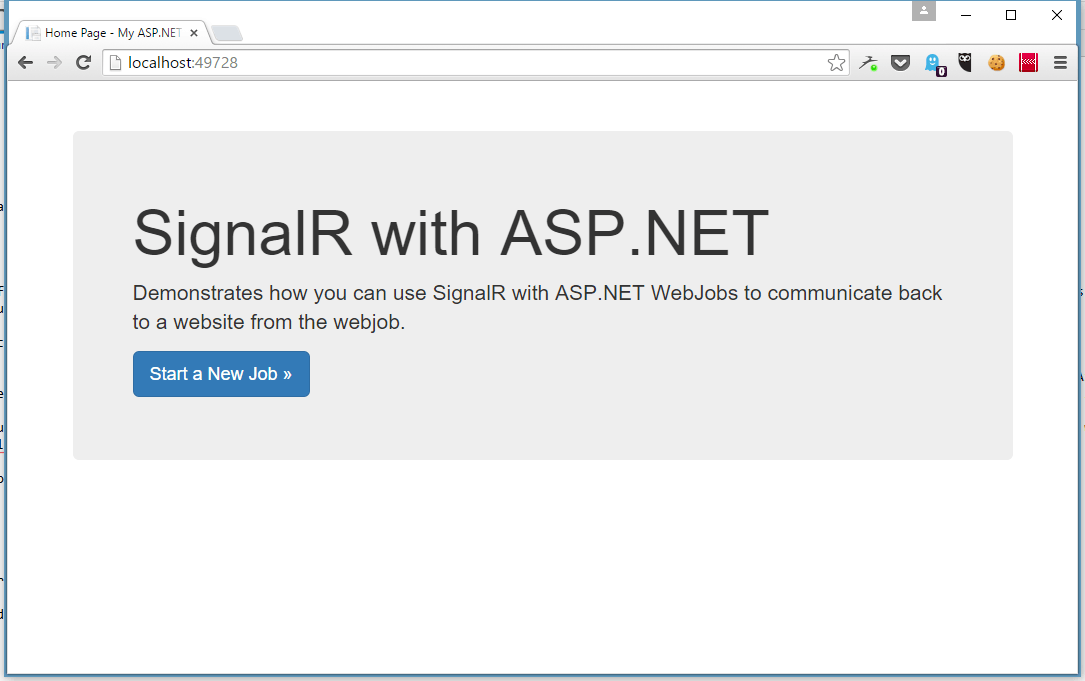 Home Page - My ASP.NET
localhost:49728
0
SignalR with ASP.NET
Demonstrates how you can use SignalR with ASP.NET WebJobs to communicate back
to a website from the webjob.
Start a New Job »